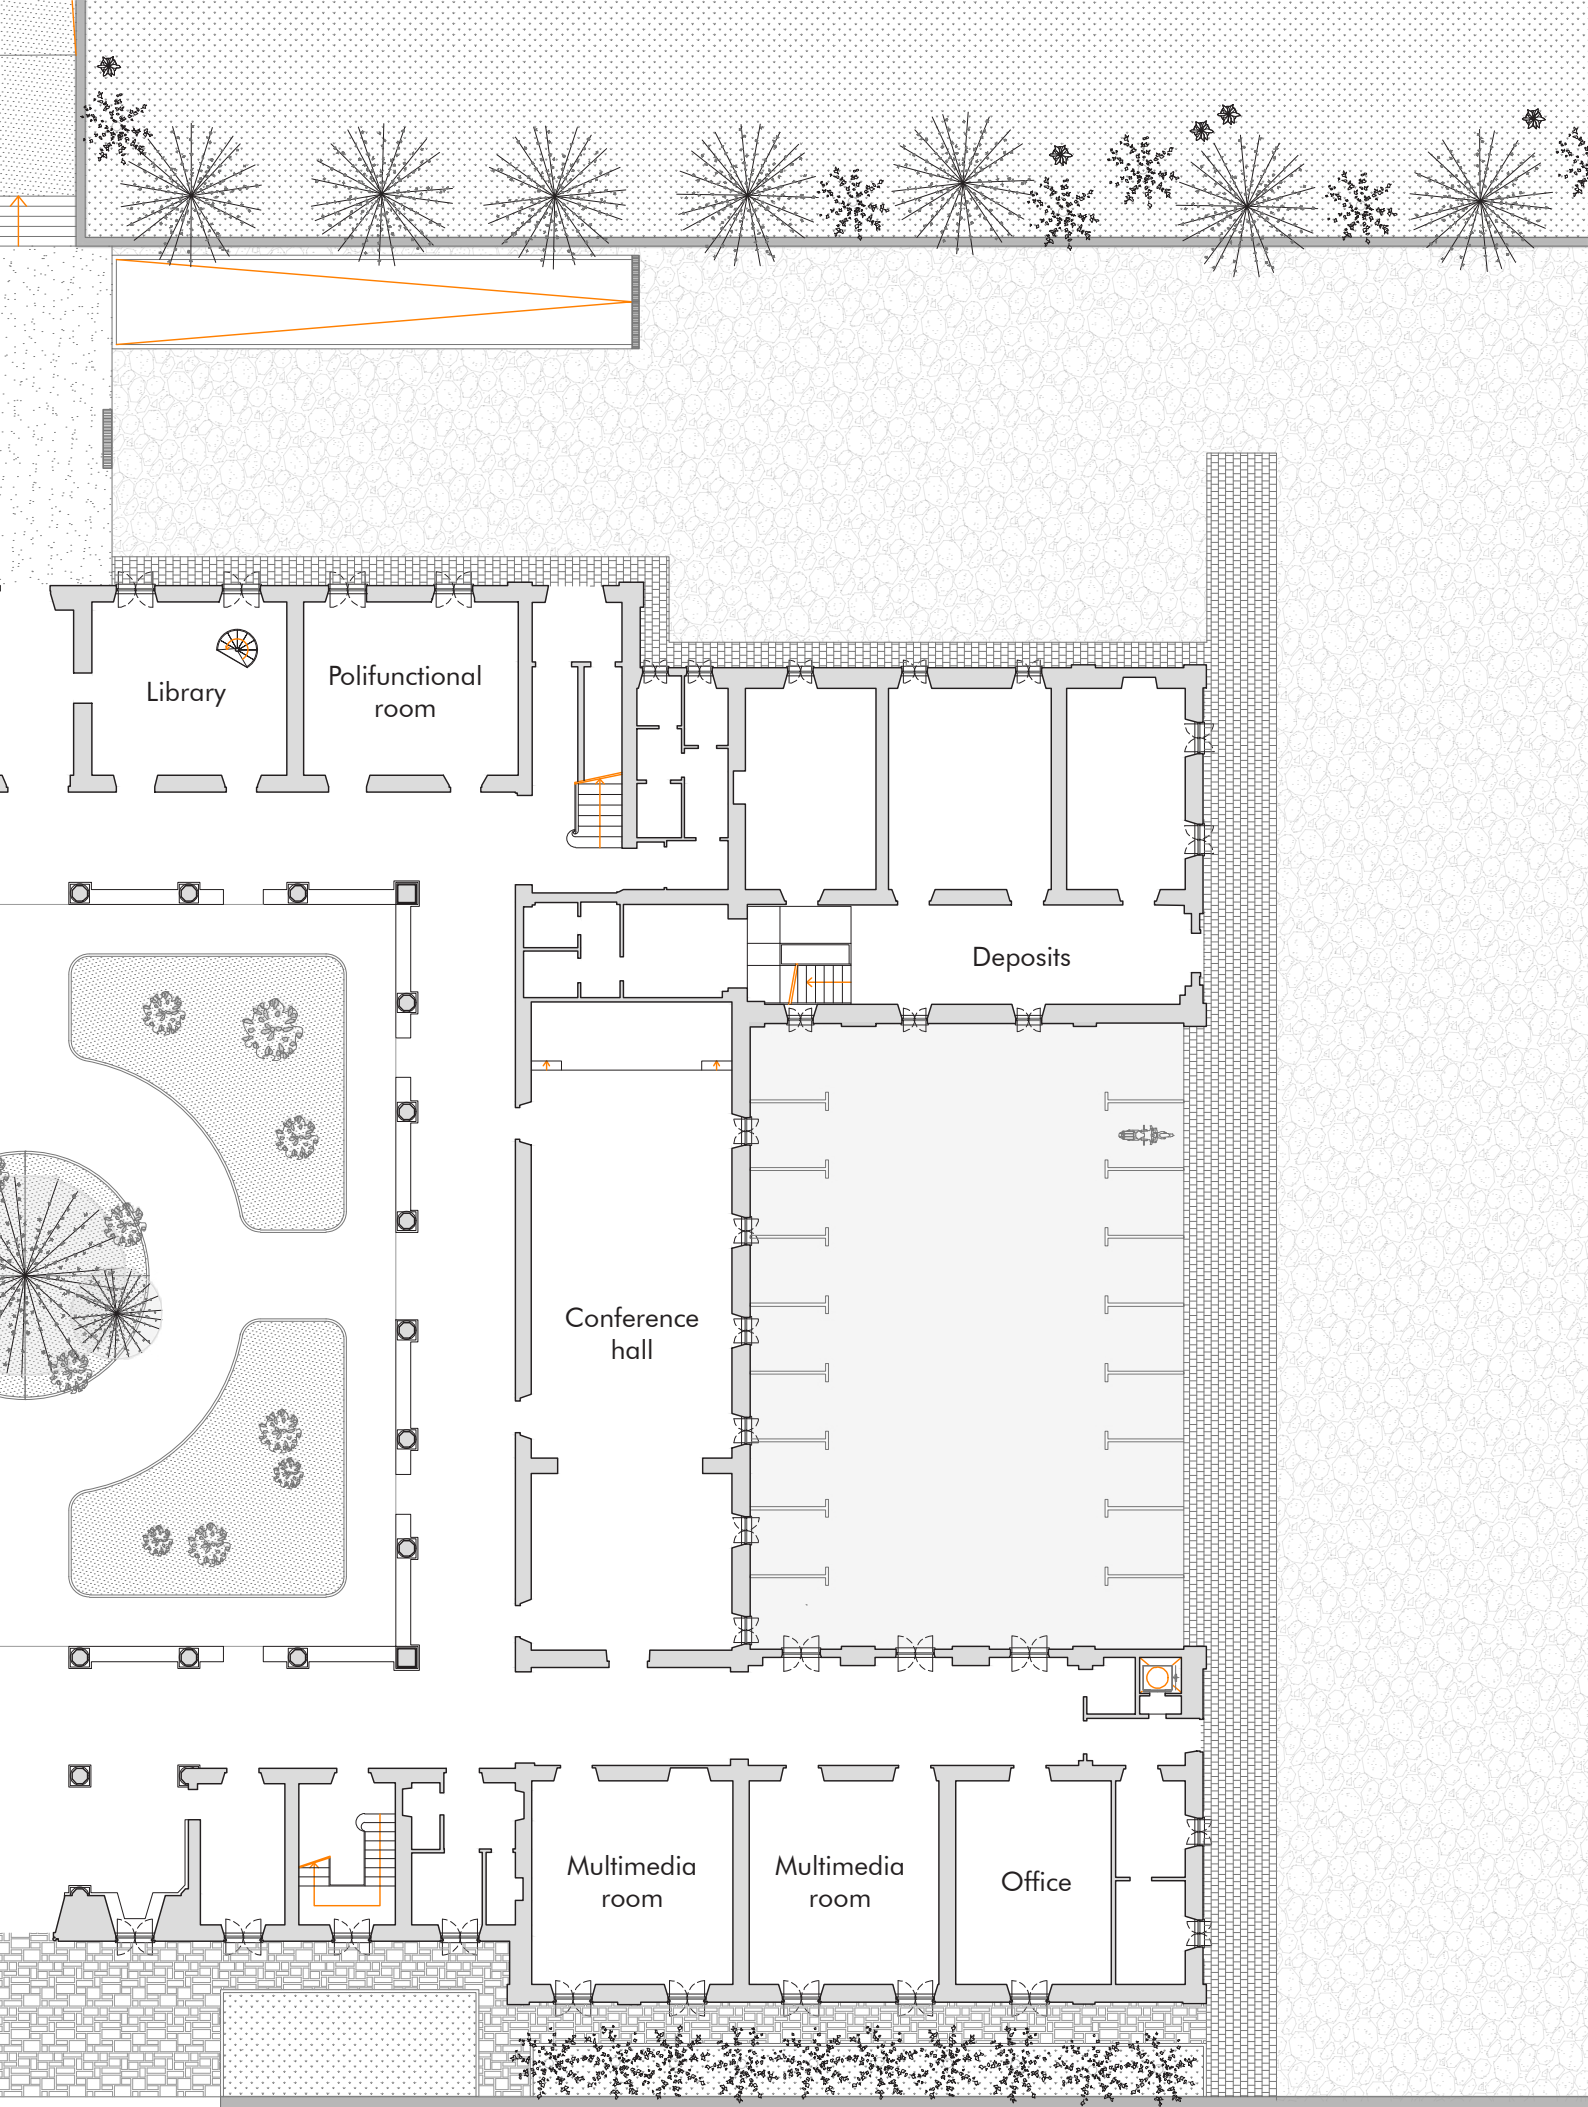 Library
Polifunctional
room
Deposits
Conference
hall
Multimedia
room
Multimedia
room
Office